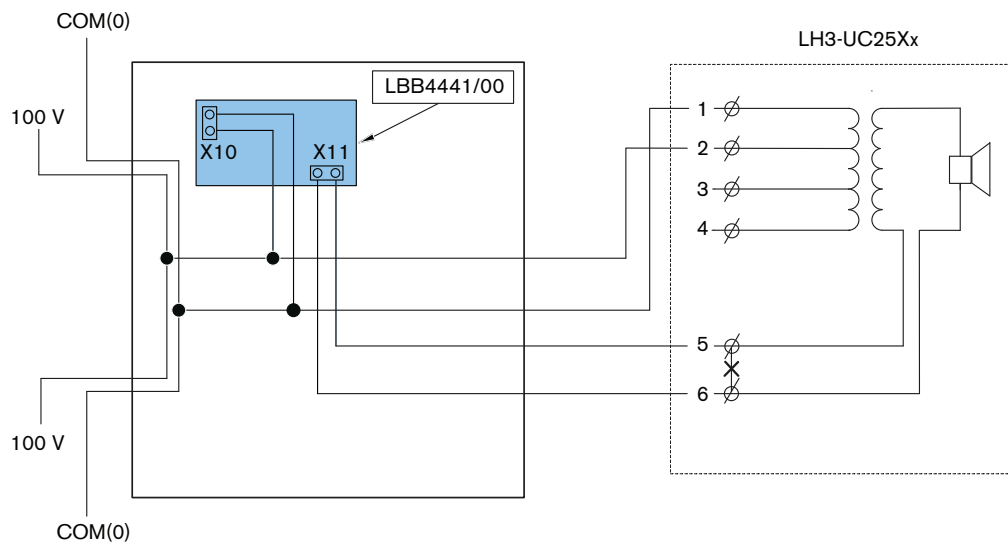 COM(0)
LH3-UC25Xx
LBB4441/00
100 V
1
X10
X11
2
3
4
5
6
100 V
COM(0)